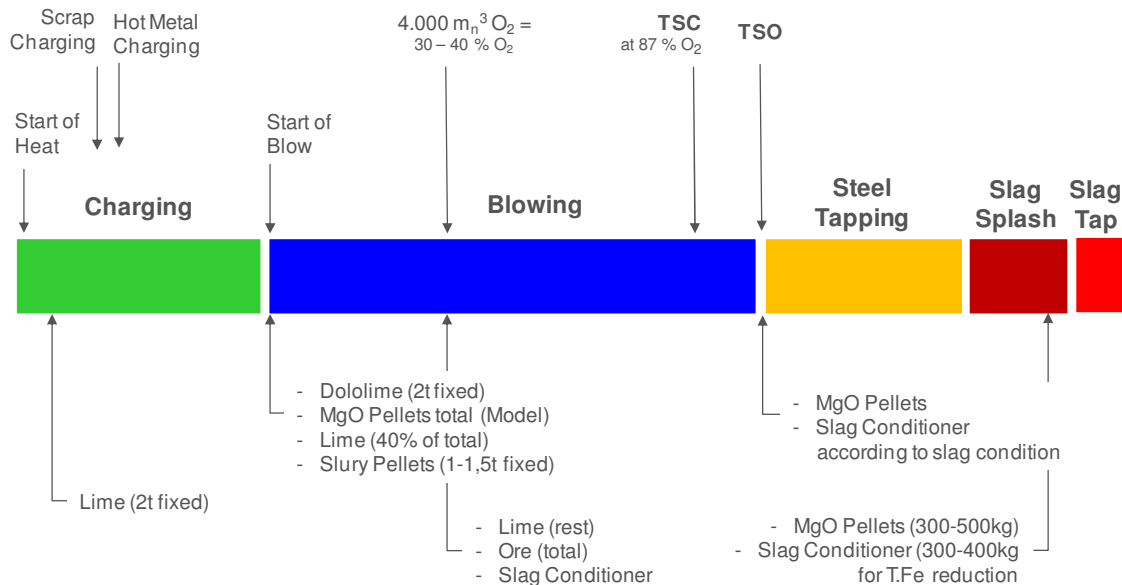 Scrap
Charging
Hot Metal
Charging
4.000 mn³ O2 =
30 – 40 % O2
TSC
at 87 % O2
TSO
Start of
Heat
Start of
Blow
Charging
Blowing
Steel
Tapping
Slag
Splash
Slag
Tap
- Dololime (2t fixed)
- MgO Pellets total (Model)
- Lime (40% of total)
- Slury Pellets (1-1,5t fixed)
- MgO Pellets
- Slag Conditioner
according to slag condition
Lime (2t fixed)
- Lime (rest)
- Ore (total)
- Slag Conditioner
- MgO Pellets (300-500kg)
- Slag Conditioner (300-400kg
for T.Fe reduction